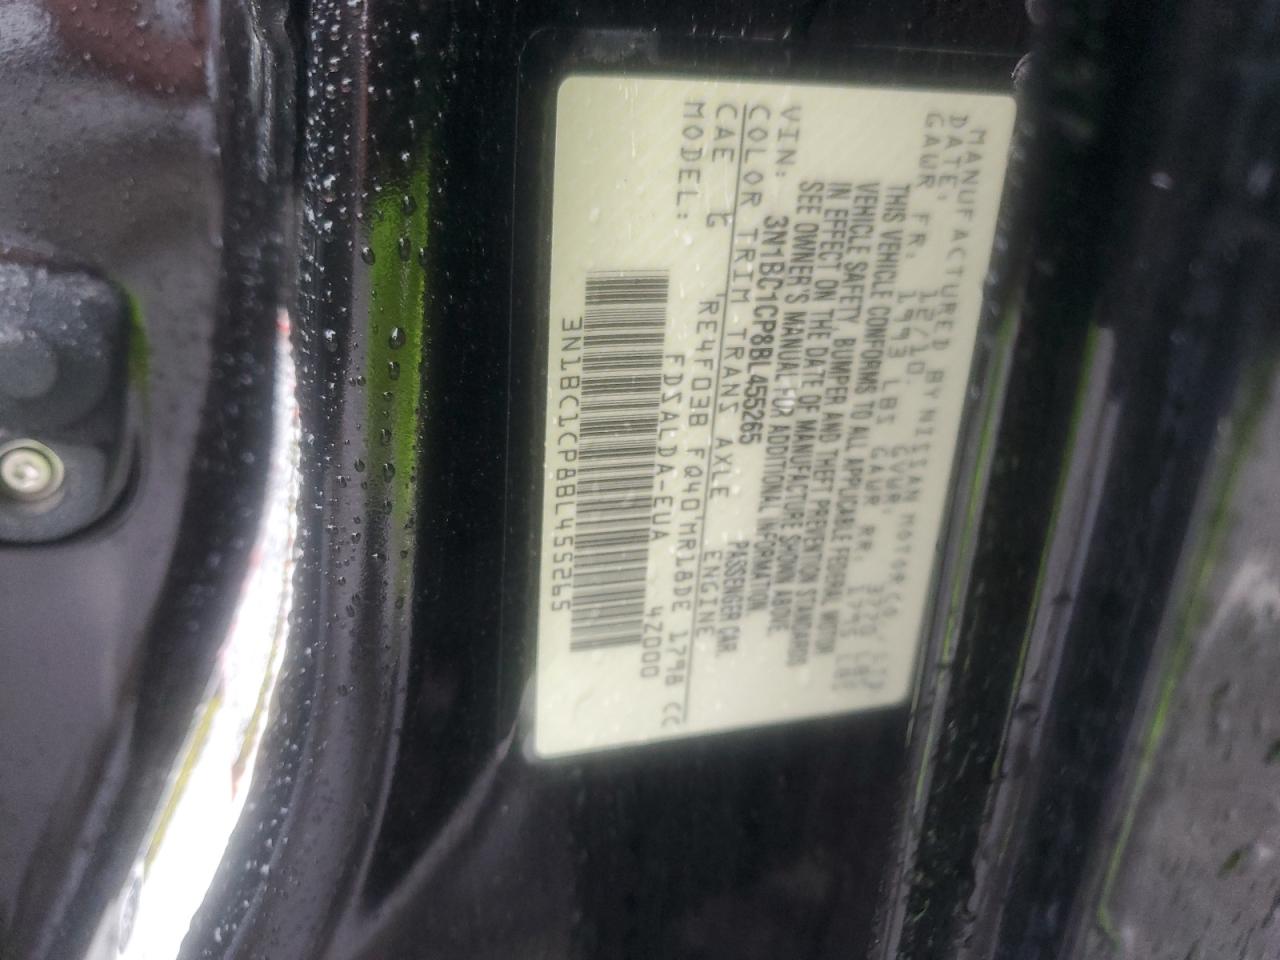 MANUFACTURED BY NISSAN MOTOR CO
DATE: 12/10. GVWR: 3720 LBS
GAWR FR: 1993 LBS GAWR RR: 1745 LBS
THIS VEHICLE CONFORMS TO ALL APPLICABLE FEDERAL MOTOR
VEHICLE SAFETY, BUMPER AND THEFT PREVENTION STANDARDS
IN EFFECT ON THE DATE OF MANUFACTURE SHOWN ABOVE.
SEE OWNER'S MANUAL FOR ADDITIONAL INFORMATION
VIN: 3N1BC1CP8BL455265 PASSENGER CAR.
COLOR TRIM TRANS AXLE ENGINE
CAE G RE4F03B FQ40 MR18DE 1798 CC
MODEL: FDSALDA-EUA 4Z000
3N1BC1CP8BL455265